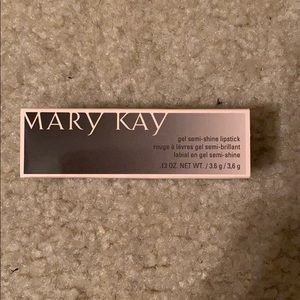 MARY KAY
gel semi-shine lipstick
rouge à lèvres gel semi-brillant
labial en gel semi-shine
.13 OZ. NET WT. / 3.6 g / 3,6 g